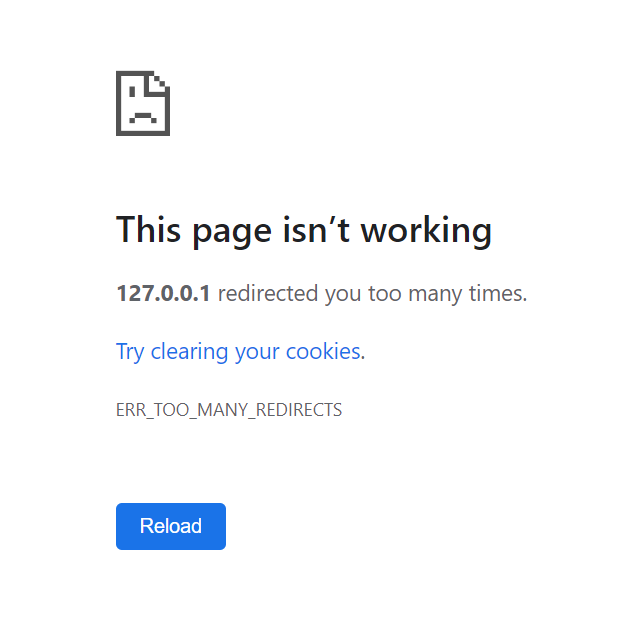 This page isn’t working
127.0.0.1 redirected you too many times.
Try clearing your cookies.
ERR_TOO_MANY_REDIRECTS
Reload